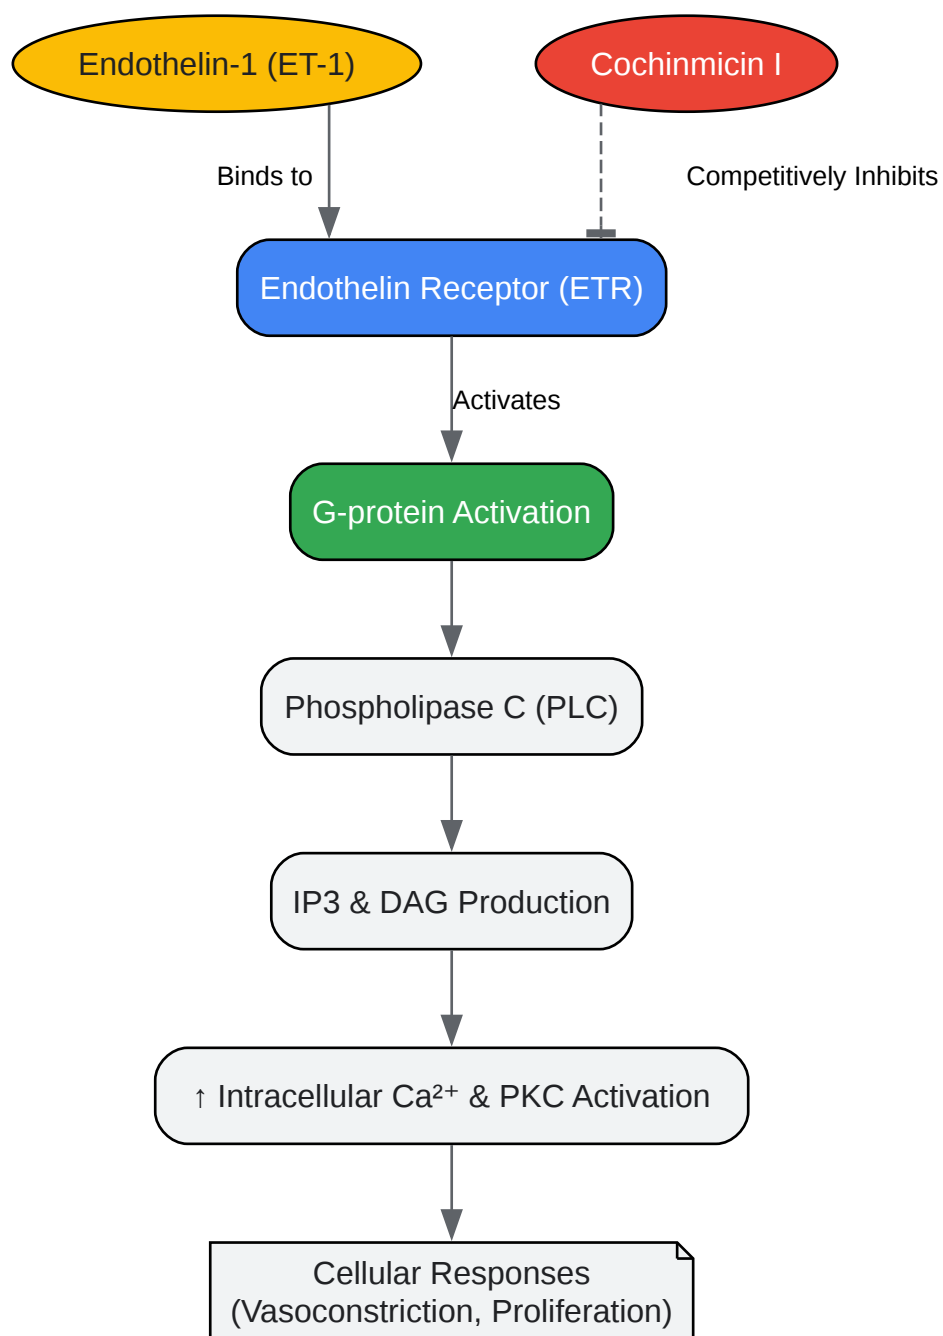 Endothelin-1 (ET-1)
Cochinmicin I
Binds to
Competitively Inhibits
Endothelin Receptor (ETR)
Activates
G-protein Activation
Phospholipase C (PLC)
IP3 & DAG Production
↑ Intracellular Ca²⁺ & PKC Activation
Cellular Responses
(Vasoconstriction, Proliferation)